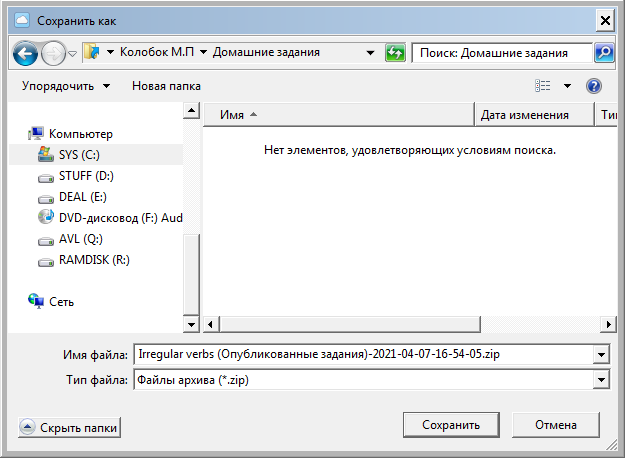 Сохранить как
Колобок М.П Домашние задания
Поиск: Домашние задания
Упорядочить Новая папка
Имя Дата изменения Ти
Нет элементов, удовлетворяющих условиям поиска.
Компьютер
SYS (C:)
STUFF (D:)
DEAL (E:)
DVD-дисковод (F:) Aud
AVL (Q:)
RAMDISK (R:)
Сеть
Имя файла: Irregular verbs (Опубликованные задания)-2021-04-07-16-54-05.zip
Тип файла: Файлы архива (*.zip)
Скрыть папки Сохранить Отмена